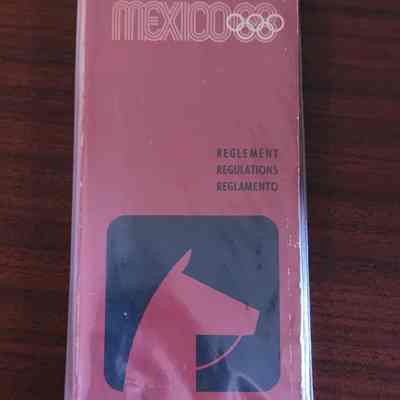 MEXICO68
REGLEMENT
REGULATIONS
REGLAMENTO